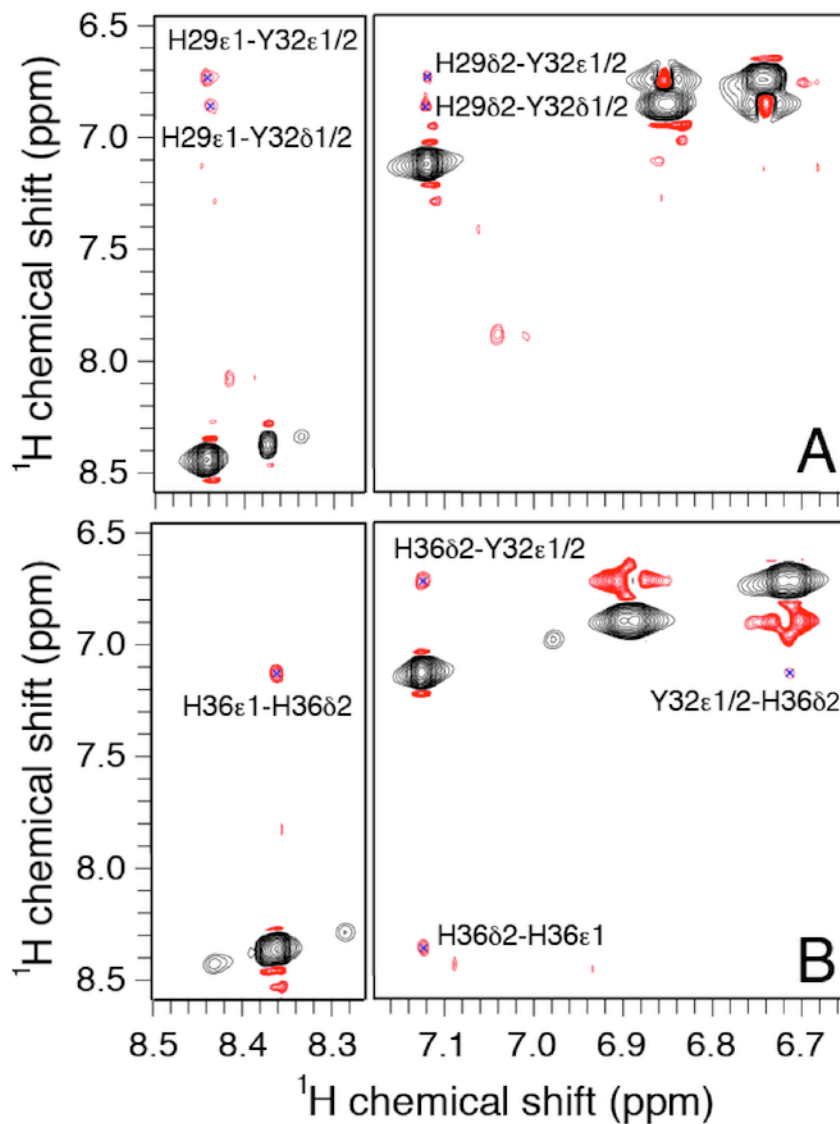 6.5
H29ε1-Y32ε1/2
H29δ2-Y32ε1/2
H29δ2-Y32δ1/2
7.0
H29ε1-Y32δ1/2
7.5
8.0
8.5
¹H chemical shift (ppm)
A
6.5
H36δ2-Y32ε1/2
7.0
H36ε1-H36δ2
Y32ε1/2-H36δ2
7.5
8.0
H36δ2-H36ε1
8.5
¹H chemical shift (ppm)
B
8.5 8.4 8.3 7.1 7.0 6.9 6.8 6.7
¹H chemical shift (ppm)